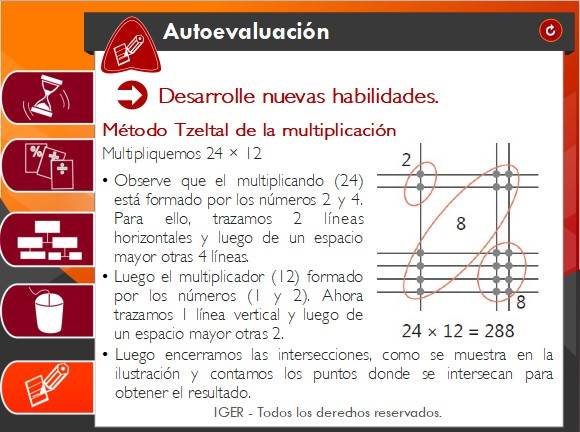 Autoevaluación
Desarrolle nuevas habilidades.
Método Tzeltal de la multiplicación
Multipliquemos 24 × 12
• Observe que el multiplicando (24)
está formado por los números 2 y 4.
Para ello, trazamos 2 líneas
horizontales y luego de un espacio
mayor otras 4 líneas.
• Luego el multiplicador (12) formado
por los números (1 y 2). Ahora
trazamos 1 línea vertical y luego de
un espacio mayor otras 2.
2
8
8
24 × 12 = 288
• Luego encerramos las intersecciones, como se muestra en la
ilustración y contamos los puntos donde se intersecan para
obtener el resultado.
IGER - Todos los derechos reservados.
%
+
÷